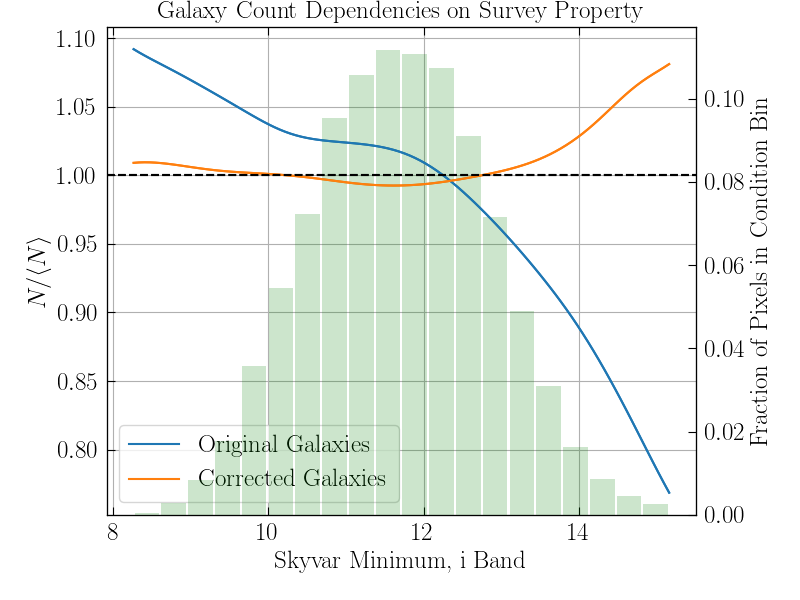 Galaxy Count Dependencies on Survey Property
1.10
1.05
1.00
0.95
0.90
0.85
0.80
N/⟨N⟩
0.10
0.08
0.06
0.04
0.02
0.00
Fraction of Pixels in Condition Bin
Original Galaxies
Corrected Galaxies
8
10
12
14
Skyvar Minimum, i Band